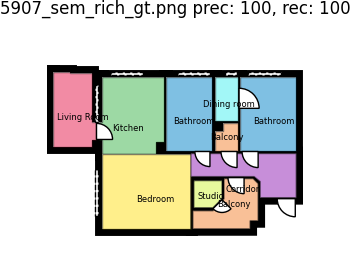 5907_sem_rich_gt.png prec: 100, rec: 100
Dining room
Living Room
Kitchen
Bathroom
Bathroom
Balcony
Corridor
Bedroom
Studio
Balcony